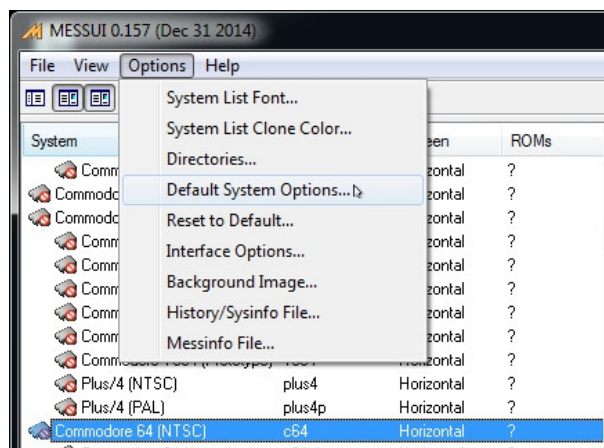 MESSUI 0.157 (Dec 31 2014)
File View Options Help
System List Font...
System List Clone Color...
Directories...
Default System Options...
Reset to Default...
Interface Options...
Background Image...
History/Sysinfo File...
Messinfo File...
System een ROMs
Comm zontal ?
Commodo zontal ?
Commodo zontal ?
Comm zontal ?
Comm zontal ?
Comm zontal ?
Comm zontal ?
Comm zontal ?
zontal ?
Plus/4 (NTSC) plus4 Horizontal ?
Plus/4 (PAL) plus4p Horizontal ?
Commodore 64 (NTSC) c64 Horizontal ?